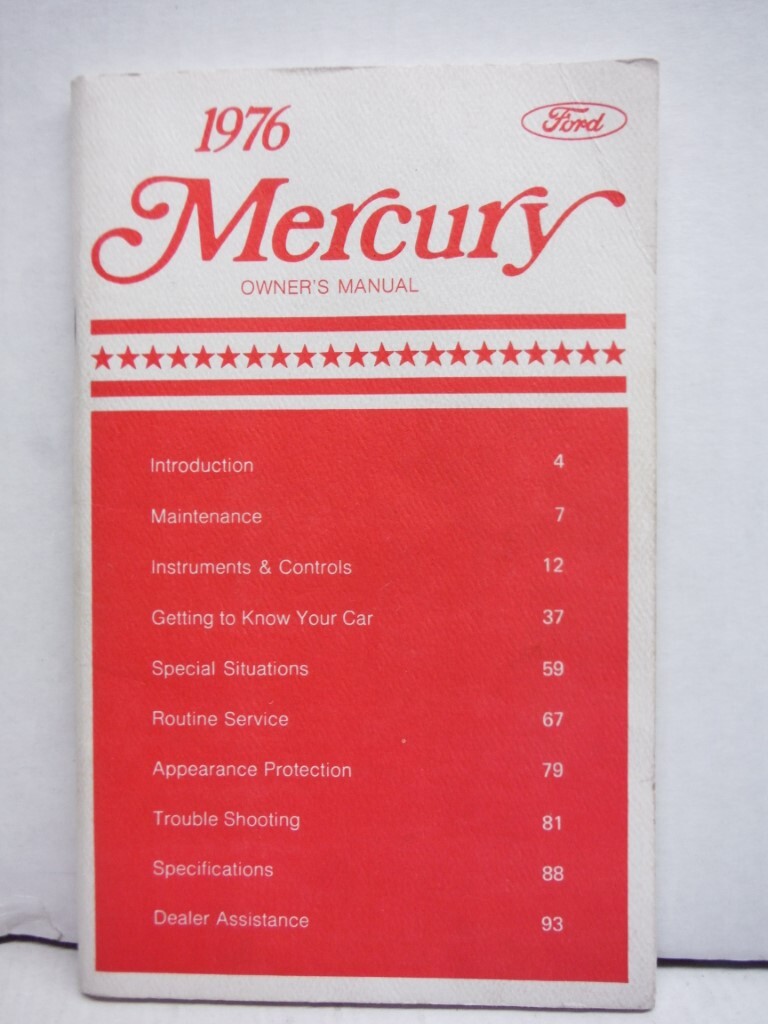 1976
Ford
Mercury
OWNER'S MANUAL
Introduction 4
Maintenance 7
Instruments & Controls 12
Getting to Know Your Car 37
Special Situations 59
Routine Service 67
Appearance Protection 79
Trouble Shooting 81
Specifications 88
Dealer Assistance 93